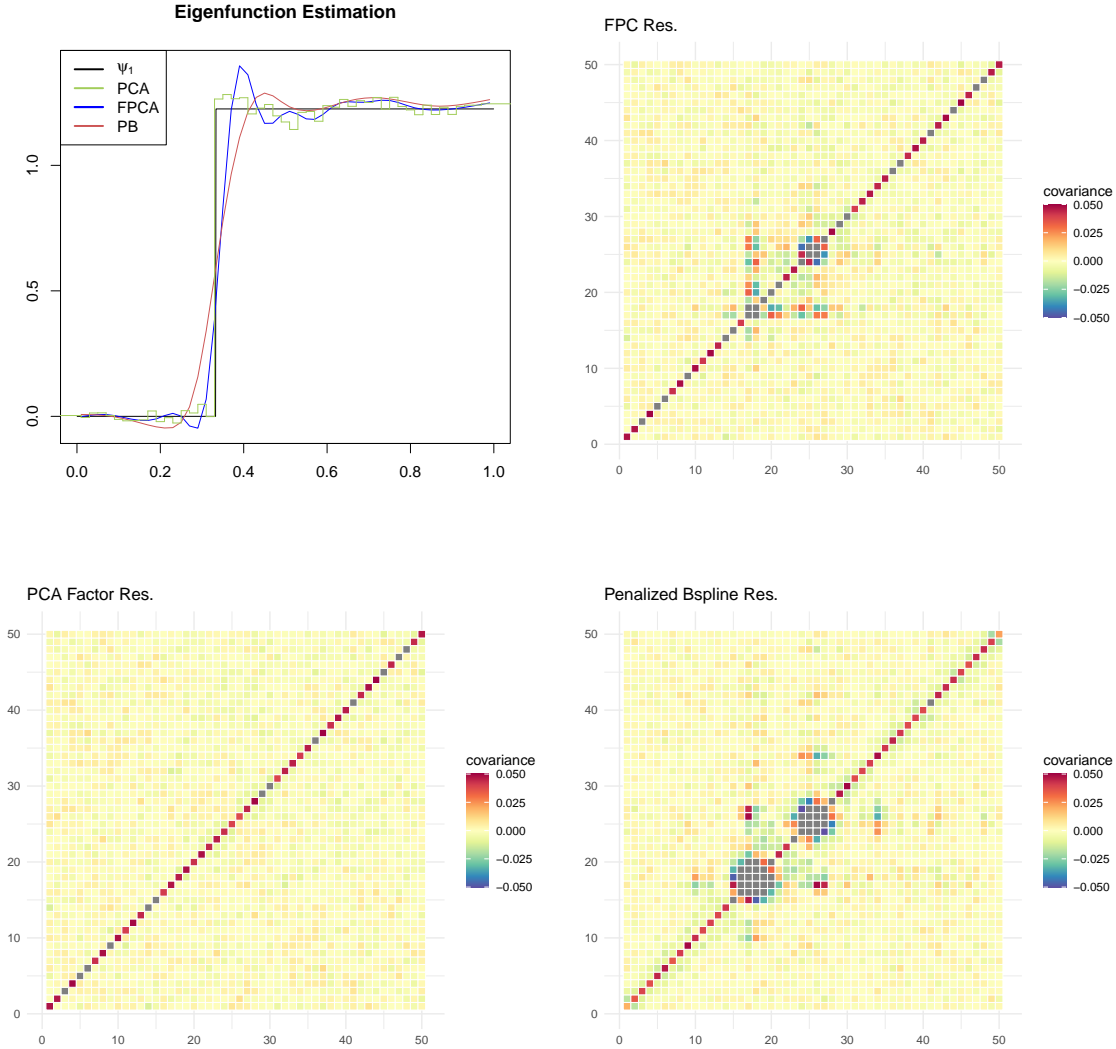 Eigenfunction Estimation
ψ1
PCA
FPCA
PB
0.0
0.5
1.0
0.0 0.2 0.4 0.6 0.8 1.0
FPC Res.
50
40
30
20
10
0
0 10 20 30 40 50
covariance
0.050
0.025
0.000
−0.025
−0.050
PCA Factor Res.
50
40
30
20
10
0
0 10 20 30 40 50
covariance
0.050
0.025
0.000
−0.025
−0.050
Penalized Bspline Res.
50
40
30
20
10
0
0 10 20 30 40 50
covariance
0.050
0.025
0.000
−0.025
−0.050